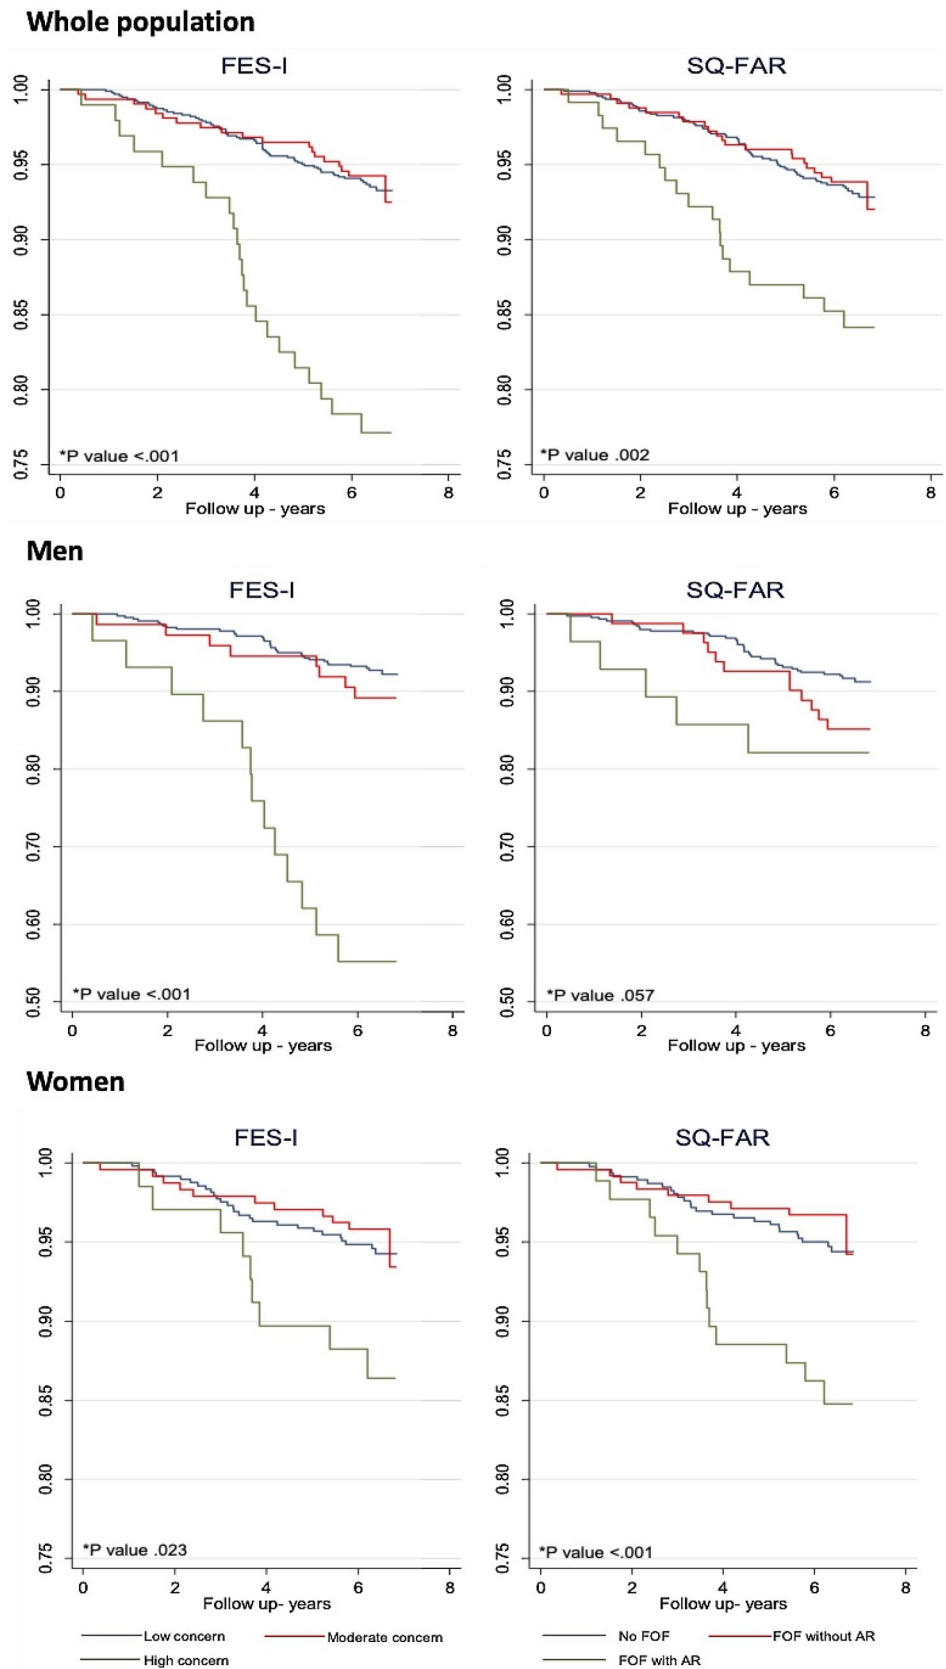 Whole population
FES-I
SQ-FAR
1.00
0.95
0.90
0.85
0.80
0.75
*P value <.001
0 2 4 6 8
Follow up - years
1.00
0.95
0.90
0.85
0.80
0.75
*P value .002
0 2 4 6 8
Follow up - years
Men
FES-I
SQ-FAR
1.00
0.90
0.80
0.70
0.60
0.50
*P value <.001
0 2 4 6 8
Follow up - years
1.00
0.90
0.80
0.70
0.60
0.50
*P value .057
0 2 4 6 8
Follow up - years
Women
FES-I
SQ-FAR
1.00
0.95
0.90
0.85
0.80
0.75
*P value .023
0 2 4 6 8
Follow up- years
1.00
0.95
0.90
0.85
0.80
0.75
*P value <.001
0 2 4 6 8
Follow up- years
Low concern Moderate concern
High concern
No FOF FOF without AR
FOF with AR